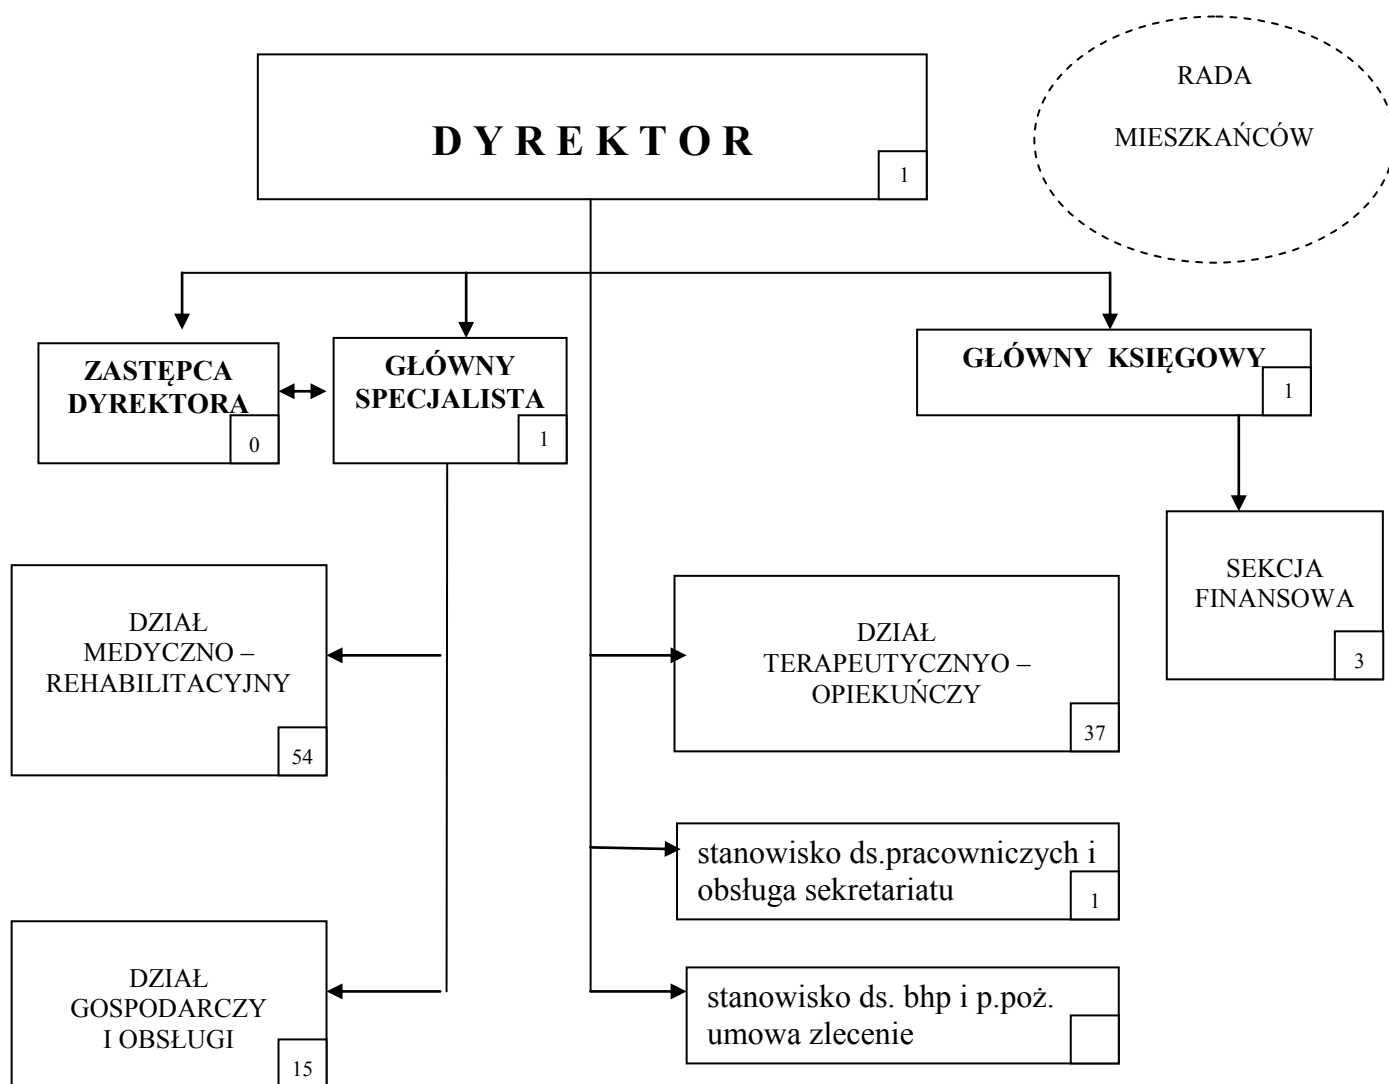 RADA
MIESZKAŃCÓW
D Y R E K T O R
1
ZASTĘPCA
DYREKTORA
0
GŁÓWNY
SPECJALISTA
1
GŁÓWNY KSIĘGOWY
1
SEKCJA
FINANSOWA
3
DZIAŁ
MEDYCZNO –
REHABILITACYJNY
54
DZIAŁ
TERAPEUTYCZNYO –
OPIEKUŃCZY
37
stanowisko ds.pracowniczych i
obsługa sekretariatu
1
DZIAŁ
GOSPODARCZY
I OBSŁUGI
15
stanowisko ds. bhp i p.poż.
umowa zlecenie